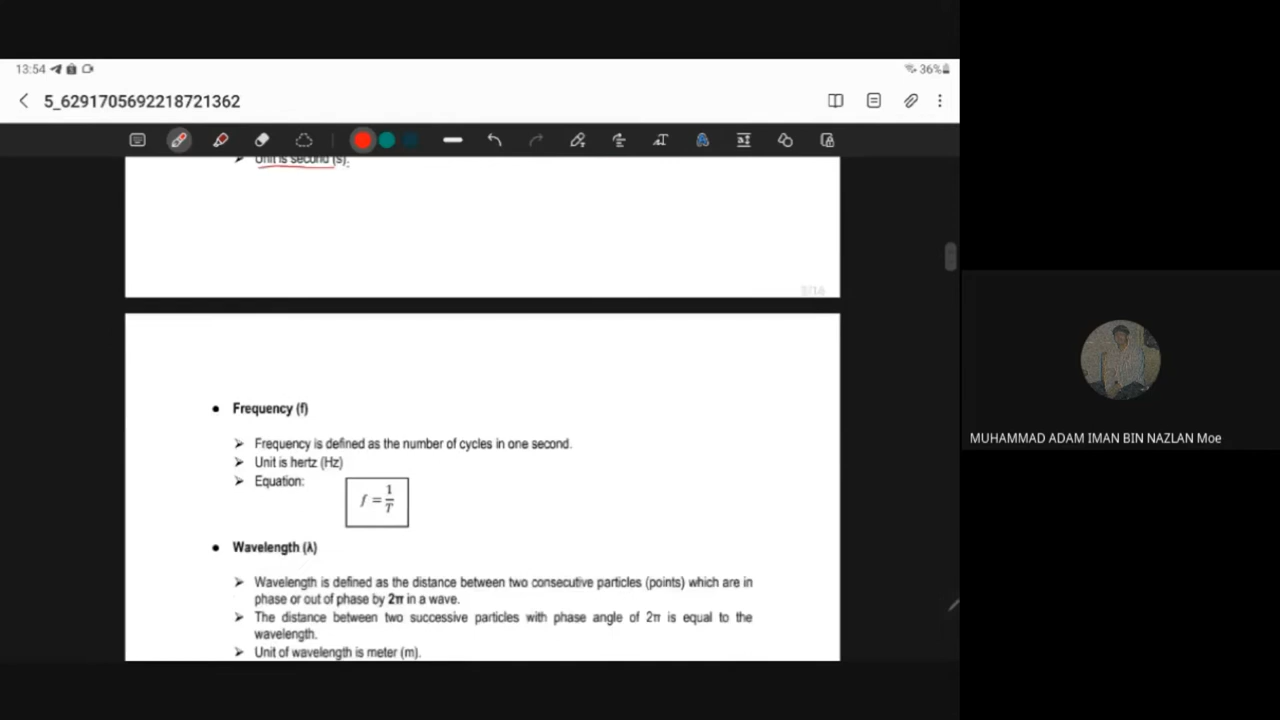 13:54
36%
5_6291705692218721362
➤ Unit is second (s).
• Frequency (f)
➤ Frequency is defined as the number of cycles in one second.
➤ Unit is hertz (Hz)
➤ Equation:
f = 1/T
• Wavelength (λ)
➤ Wavelength is defined as the distance between two consecutive particles (points) which are in
phase or out of phase by 2π in a wave.
➤ The distance between two successive particles with phase angle of 2π is equal to the
wavelength.
➤ Unit of wavelength is meter (m).
MUHAMMAD ADAM IMAN BIN NAZLAN Moe